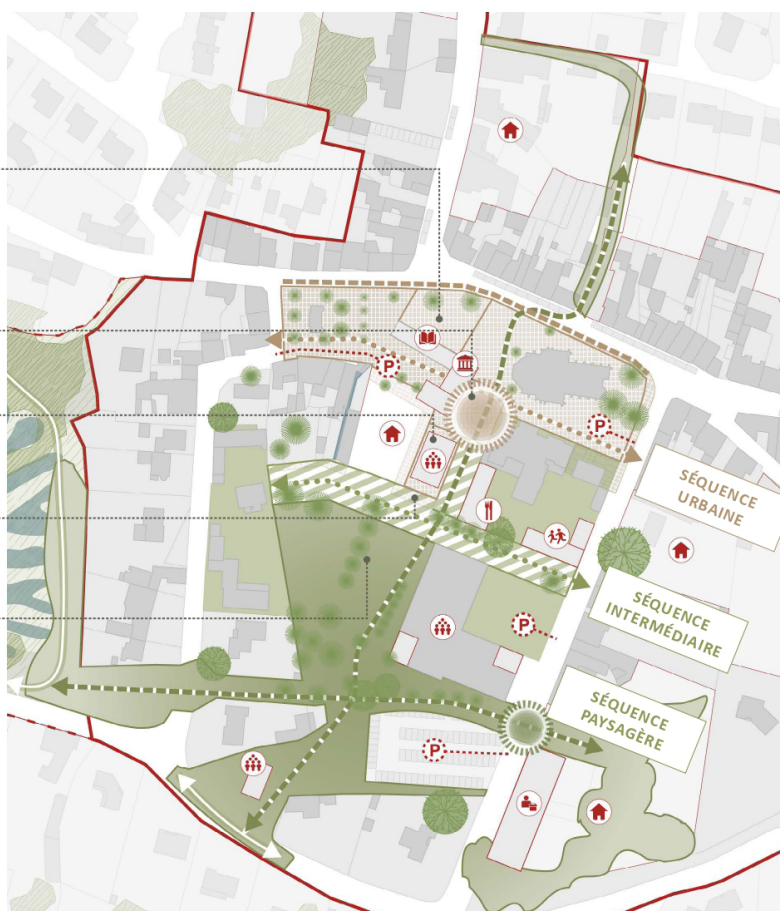 P
P
SÉQUENCE
URBAINE
SÉQUENCE
INTERMÉDIAIRE
P
SÉQUENCE
PAYSAGÈRE
P